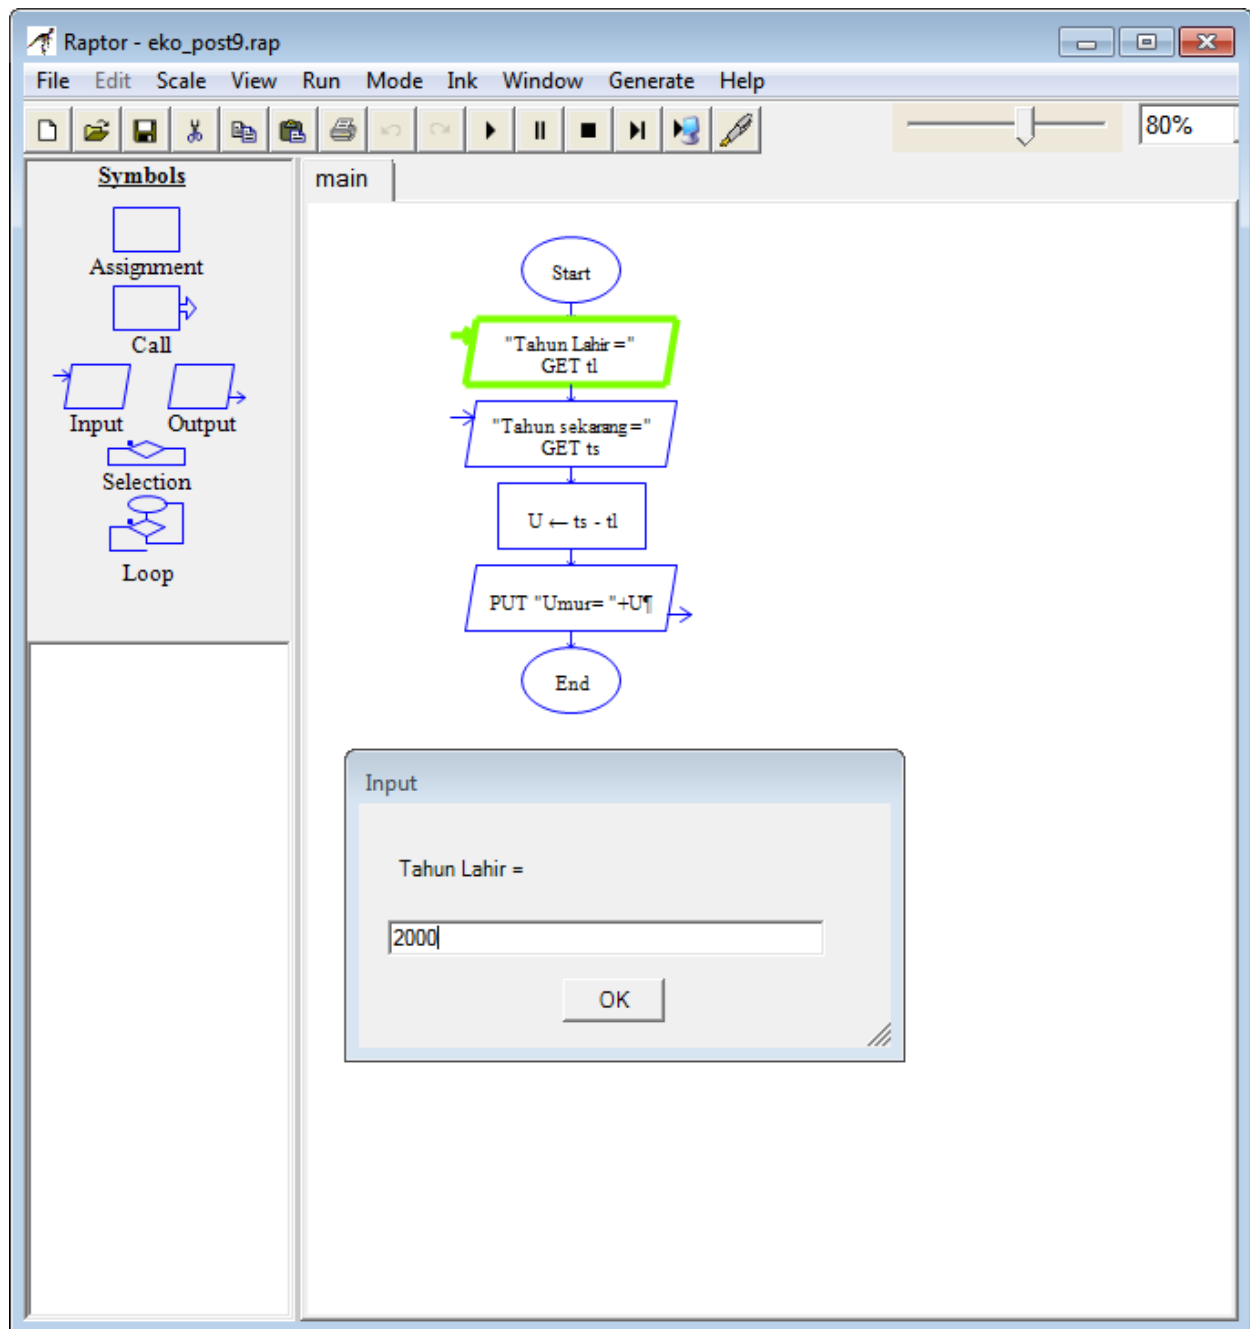 Raptor - eko_post9.rap
File Edit Scale View Run Mode Ink Window Generate Help
80%
Symbols
Assignment
Call
Input Output
Selection
Loop
main
Start
"Tahun Lahir ="
GET tl
"Tahun sekarang ="
GET ts
U ← ts - tl
PUT "Umur= "+U¶
End
Input
Tahun Lahir =
2000
OK